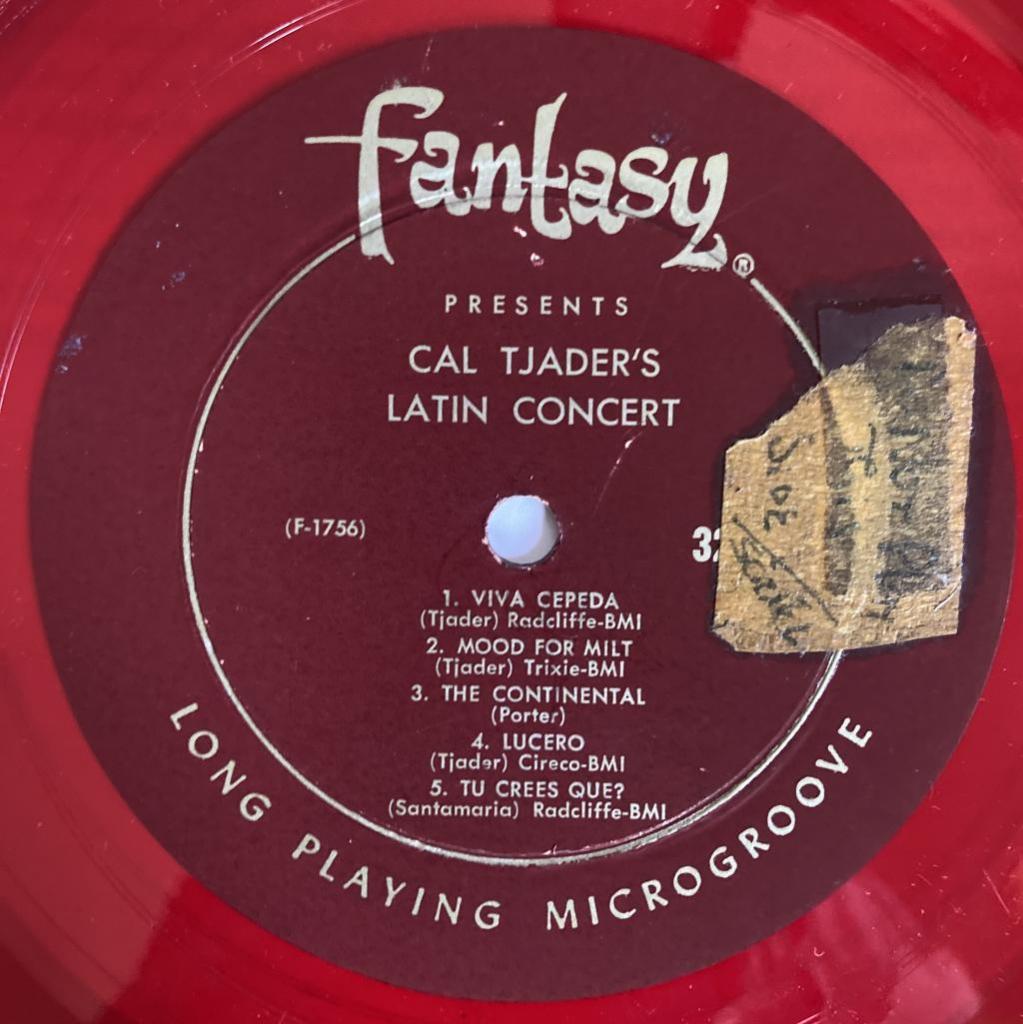 fantasy®
PRESENTS
CAL TJADER'S
LATIN CONCERT
(F-1756)
32
1. VIVA CEPEDA
(Tjader) Radcliffe-BMI
2. MOOD FOR MILT
(Tjader) Trixie-BMI
3. THE CONTINENTAL
(Porter)
4. LUCERO
(Tjader) Cireco-BMI
5. TU CREES QUE?
(Santamaria) Radcliffe-BMI
LONG PLAYING MICROGROOVE